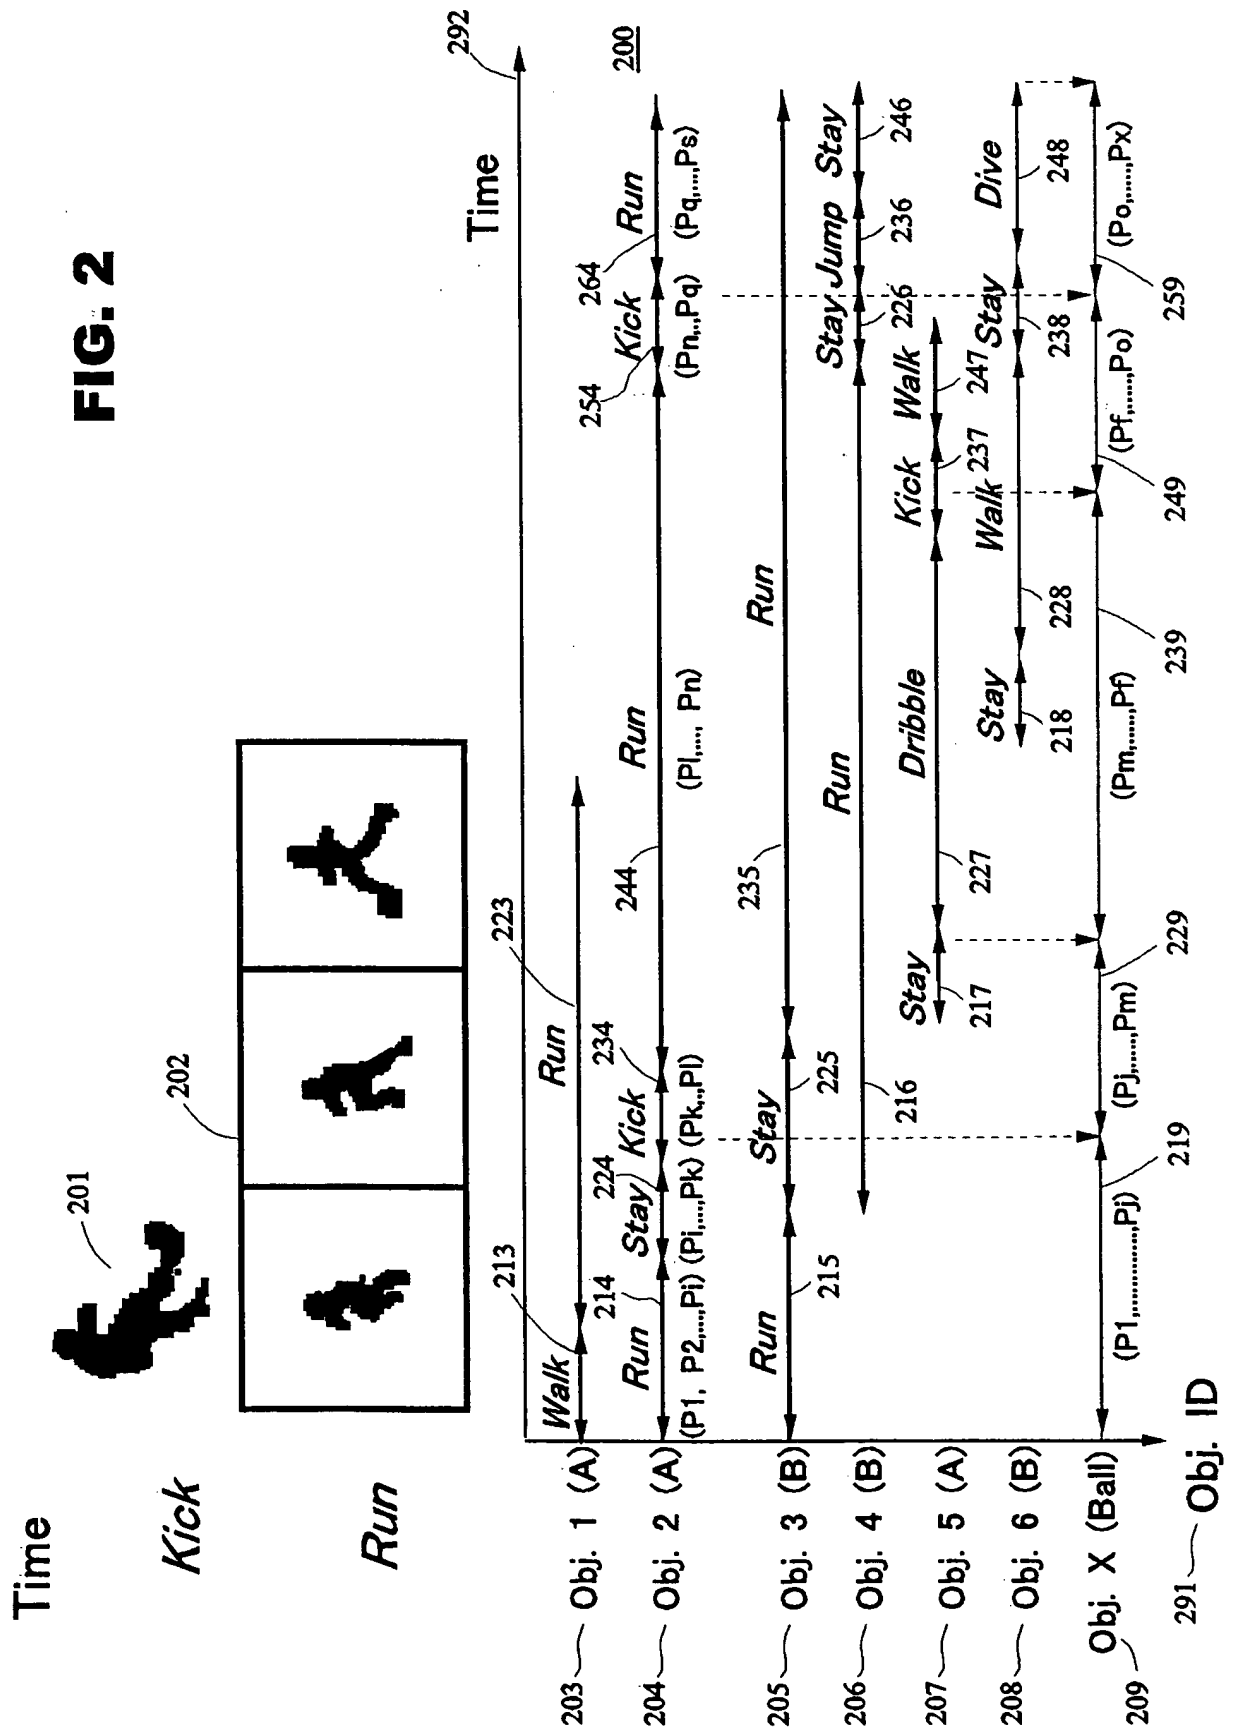 FIG. 2
Time
Kick
201
Run
202
Time
292
200
203 Obj. 1 (A)
Walk Run
213 223
204 Obj. 2 (A)
Run Stay Kick Run Kick Run
214 224 234 244 254 264
(P1, P2,...,Pi) (Pi,...,Pk) (Pk,..,Pl) (Pl,..., Pn) (Pn,..,Pq) (Pq,...,Ps)
205 Obj. 3 (B)
Run Stay Run
215 225 235
206 Obj. 4 (B)
Run Stay Jump Stay
216 226 236 246
207 Obj. 5 (A)
Stay Dribble Kick Walk
217 227 237 247
208 Obj. 6 (B)
Stay Walk Stay Dive
218 228 238 248
209 Obj. X (Ball)
(P1,.............,Pj) (Pj,......,Pm) (Pm,......,Pf) (Pf,......,Po) (Po,......,Px)
219 229 239 249 259
291 Obj. ID